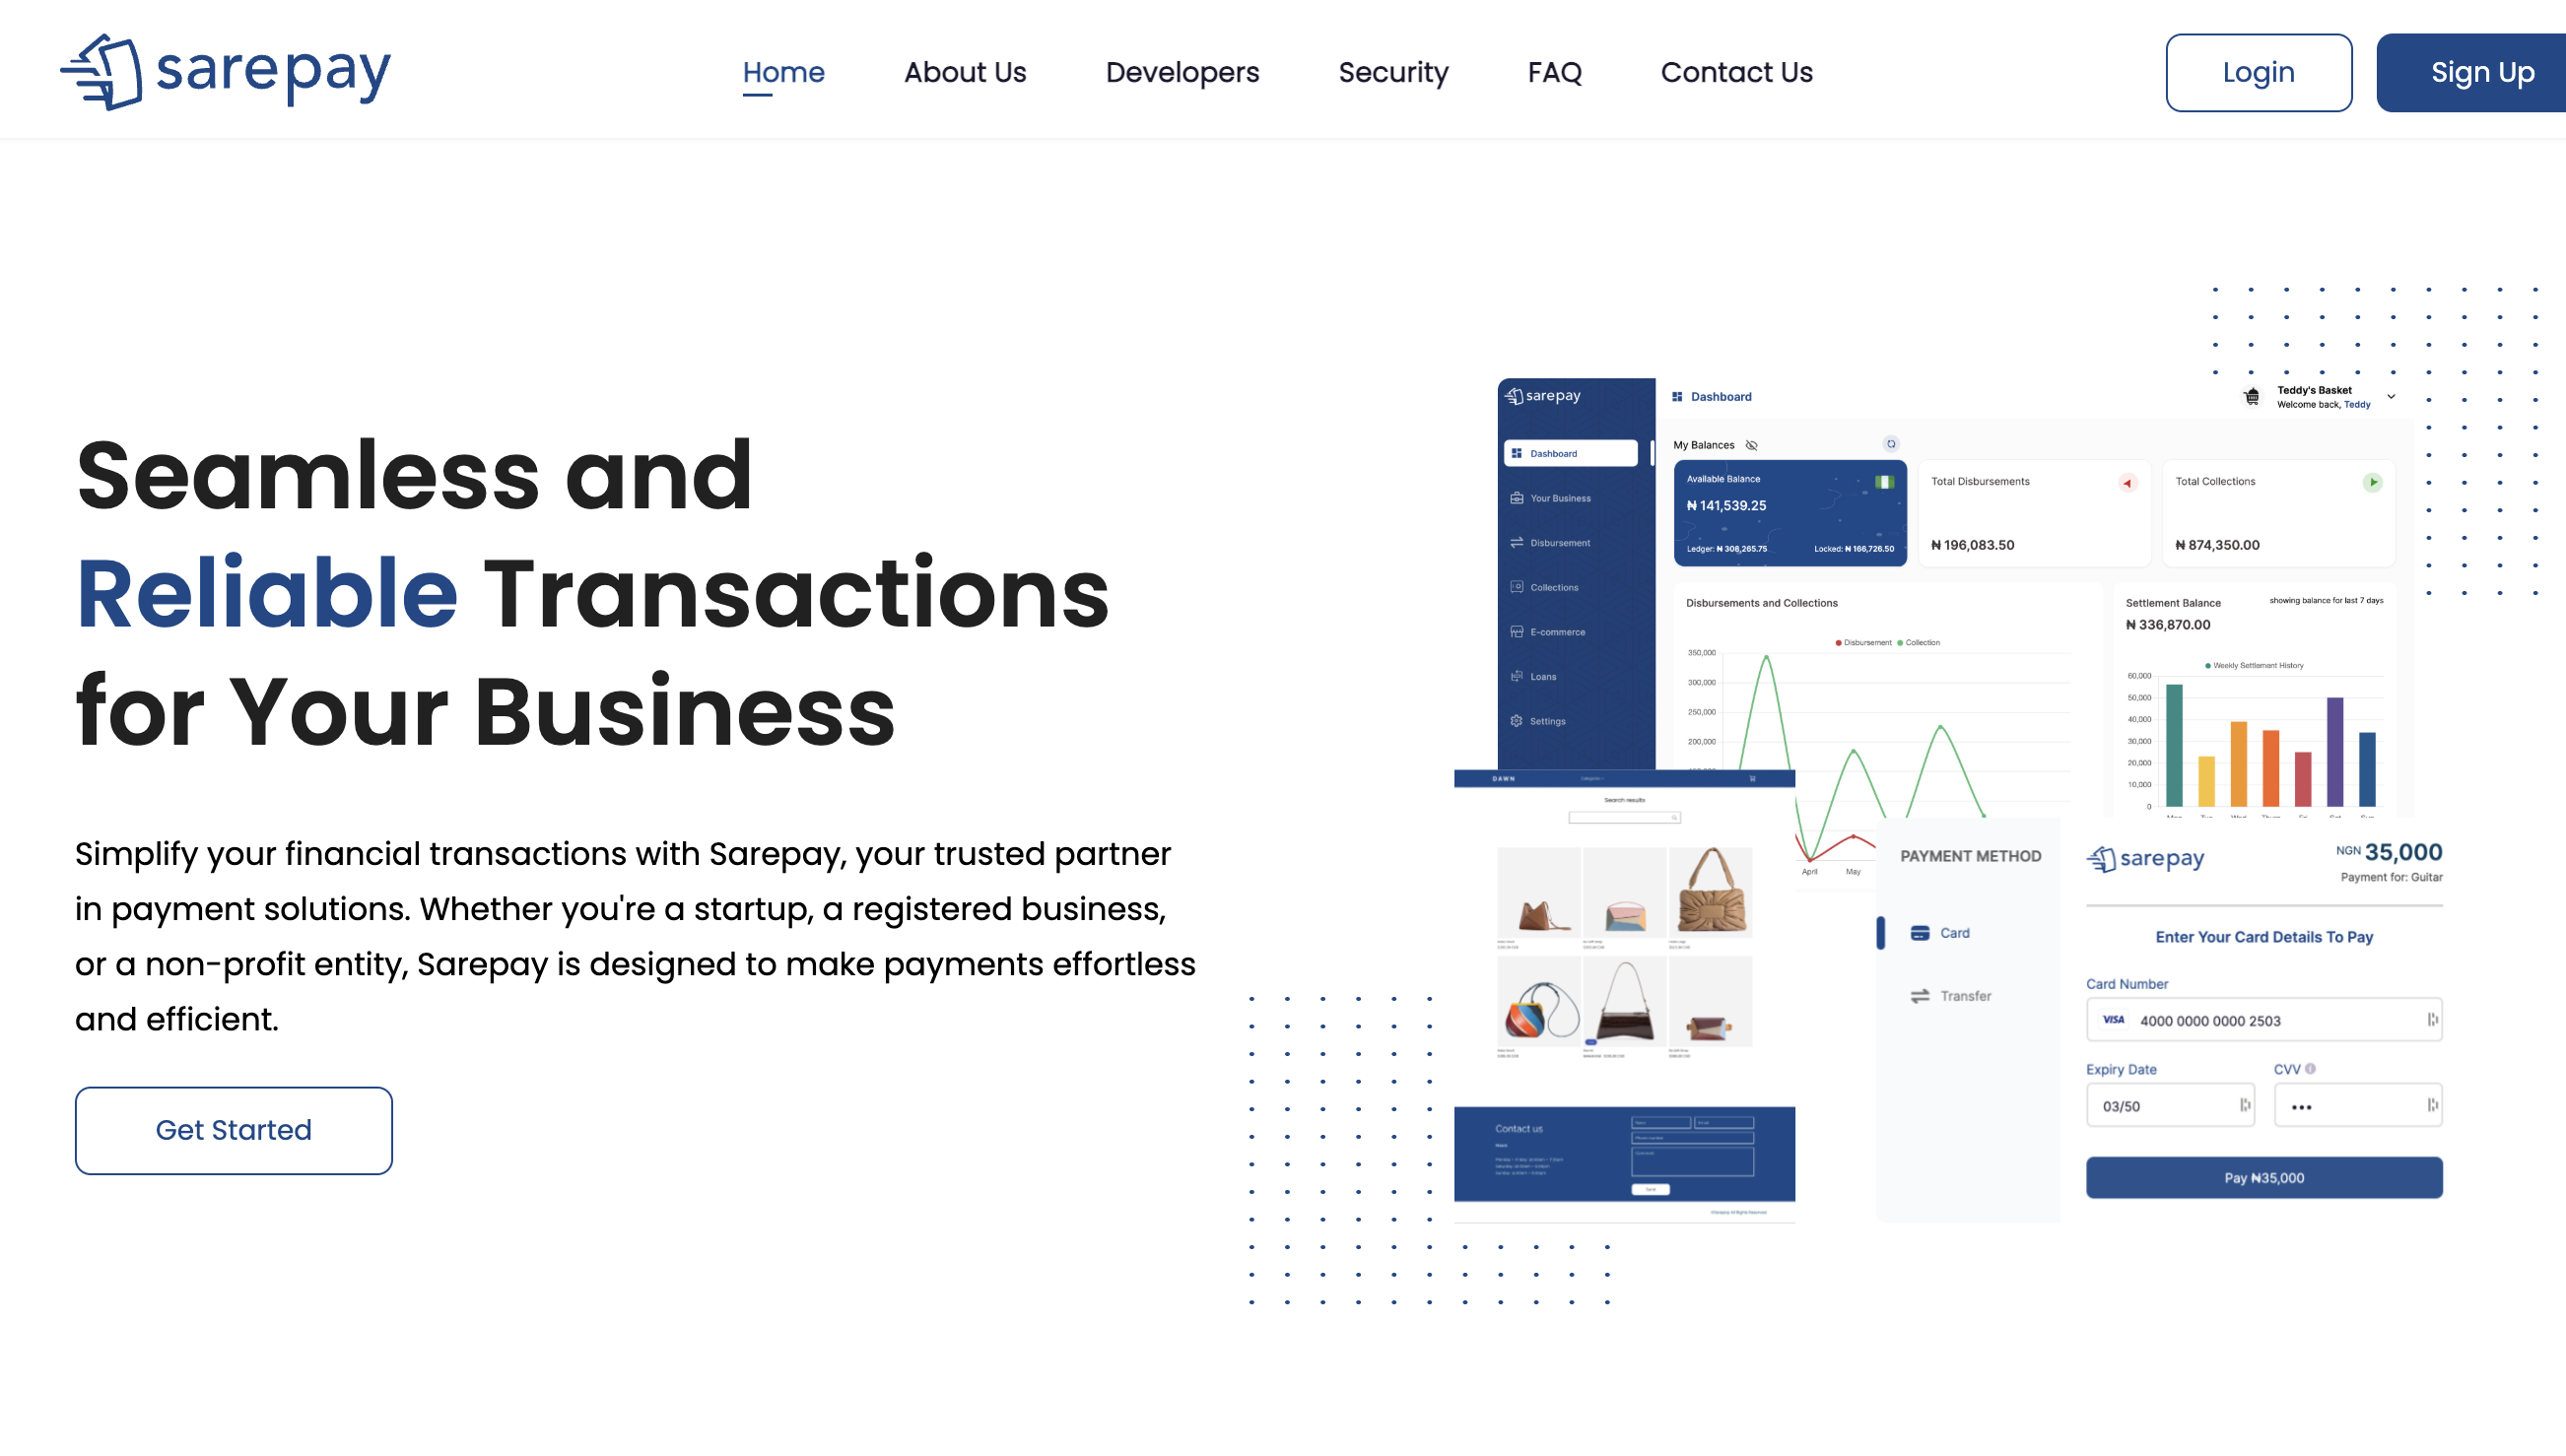 sarepay
Home
About Us
Developers
Security
FAQ
Contact Us
Login
Sign Up
Seamless and
Reliable Transactions
for Your Business
Simplify your financial transactions with Sarepay, your trusted partner
in payment solutions. Whether you're a startup, a registered business,
or a non-profit entity, Sarepay is designed to make payments effortless
and efficient.
Get Started
sarepay
Dashboard
Teddy's Basket
Welcome back, Teddy
Dashboard
Your Business
Disbursement
Collections
E-commerce
Loans
Settings
My Balances
Available Balance
₦ 141,539.25
Ledger: ₦ 308,265.75
Locked: ₦ 166,726.50
Total Disbursements
₦ 196,083.50
Total Collections
₦ 874,350.00
Disbursements and Collections
Disbursement
Collection
350,000
300,000
250,000
200,000
April
May
Settlement Balance
showing balance for last 7 days
₦ 336,870.00
Weekly Settlement History
60,000
50,000
40,000
30,000
20,000
10,000
0
DAWN
Search results
Contact us
PAYMENT METHOD
Card
Transfer
sarepay
NGN 35,000
Payment for: Guitar
Enter Your Card Details To Pay
Card Number
VISA 4000 0000 0000 2503
Expiry Date
CVV
03/50
•••
Pay ₦35,000